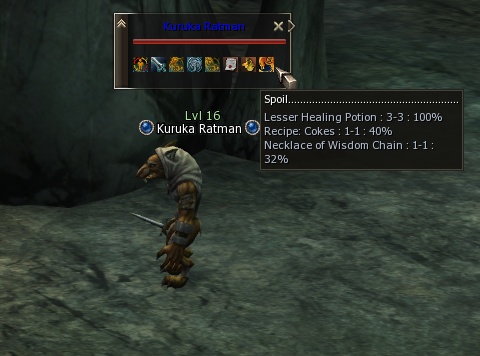 Kuruka Ratman
Spoil........................................................
Lesser Healing Potion : 3-3 : 100%
Recipe: Cokes : 1-1 : 40%
Necklace of Wisdom Chain : 1-1 :
32%
Lvl 16
Kuruka Ratman